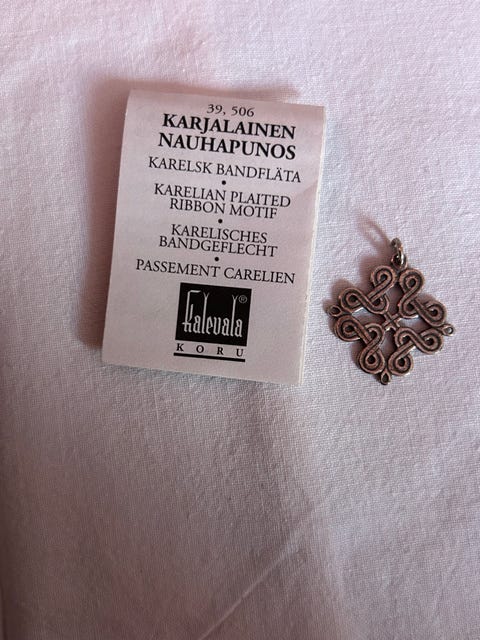 39, 506
KARJALAINEN
NAUHAPUNOS
KARELSK BANDFLÄTA
•
KARELIAN PLAITED
RIBBON MOTIF
•
KARELISCHES
BANDGEFLECHT
•
PASSEMENT CARELIEN
Kalevala®
KORU